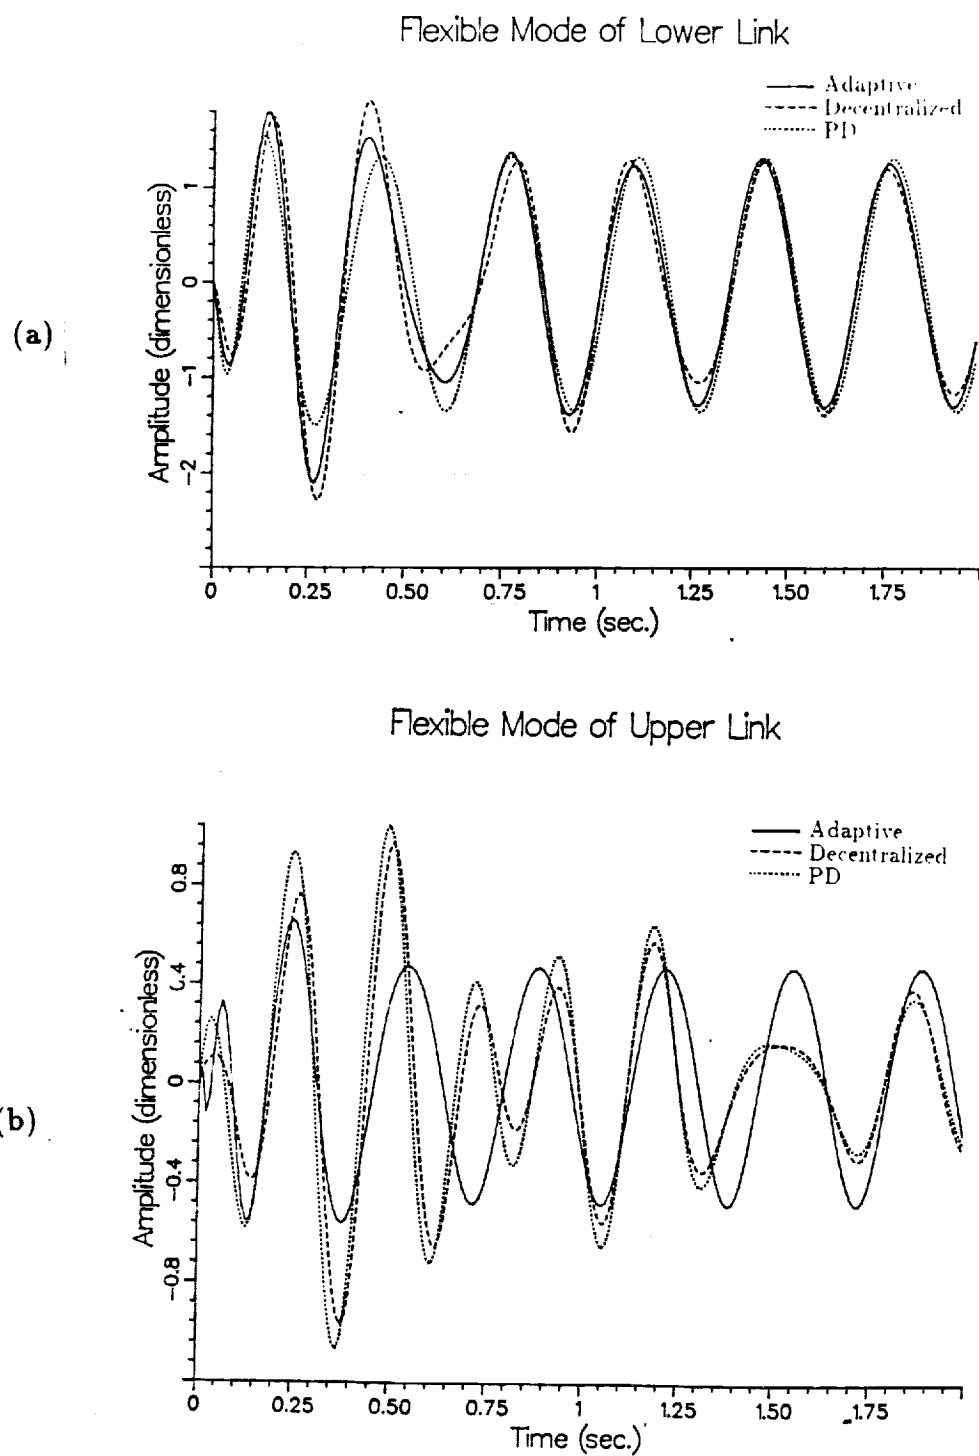 Flexible Mode of Lower Link
Adaptive
Decentralized
PD
1
0
-1
-2
Amplitude (dimensionless)
(a)
0
0.25
0.50
0.75
1
1.25
1.50
1.75
Time (sec.)
Flexible Mode of Upper Link
Adaptive
Decentralized
PD
0.8
0.4
0
-0.4
-0.8
Amplitude (dimensionless)
(b)
0
0.25
0.50
0.75
1
1.25
1.50
1.75
Time (sec.)